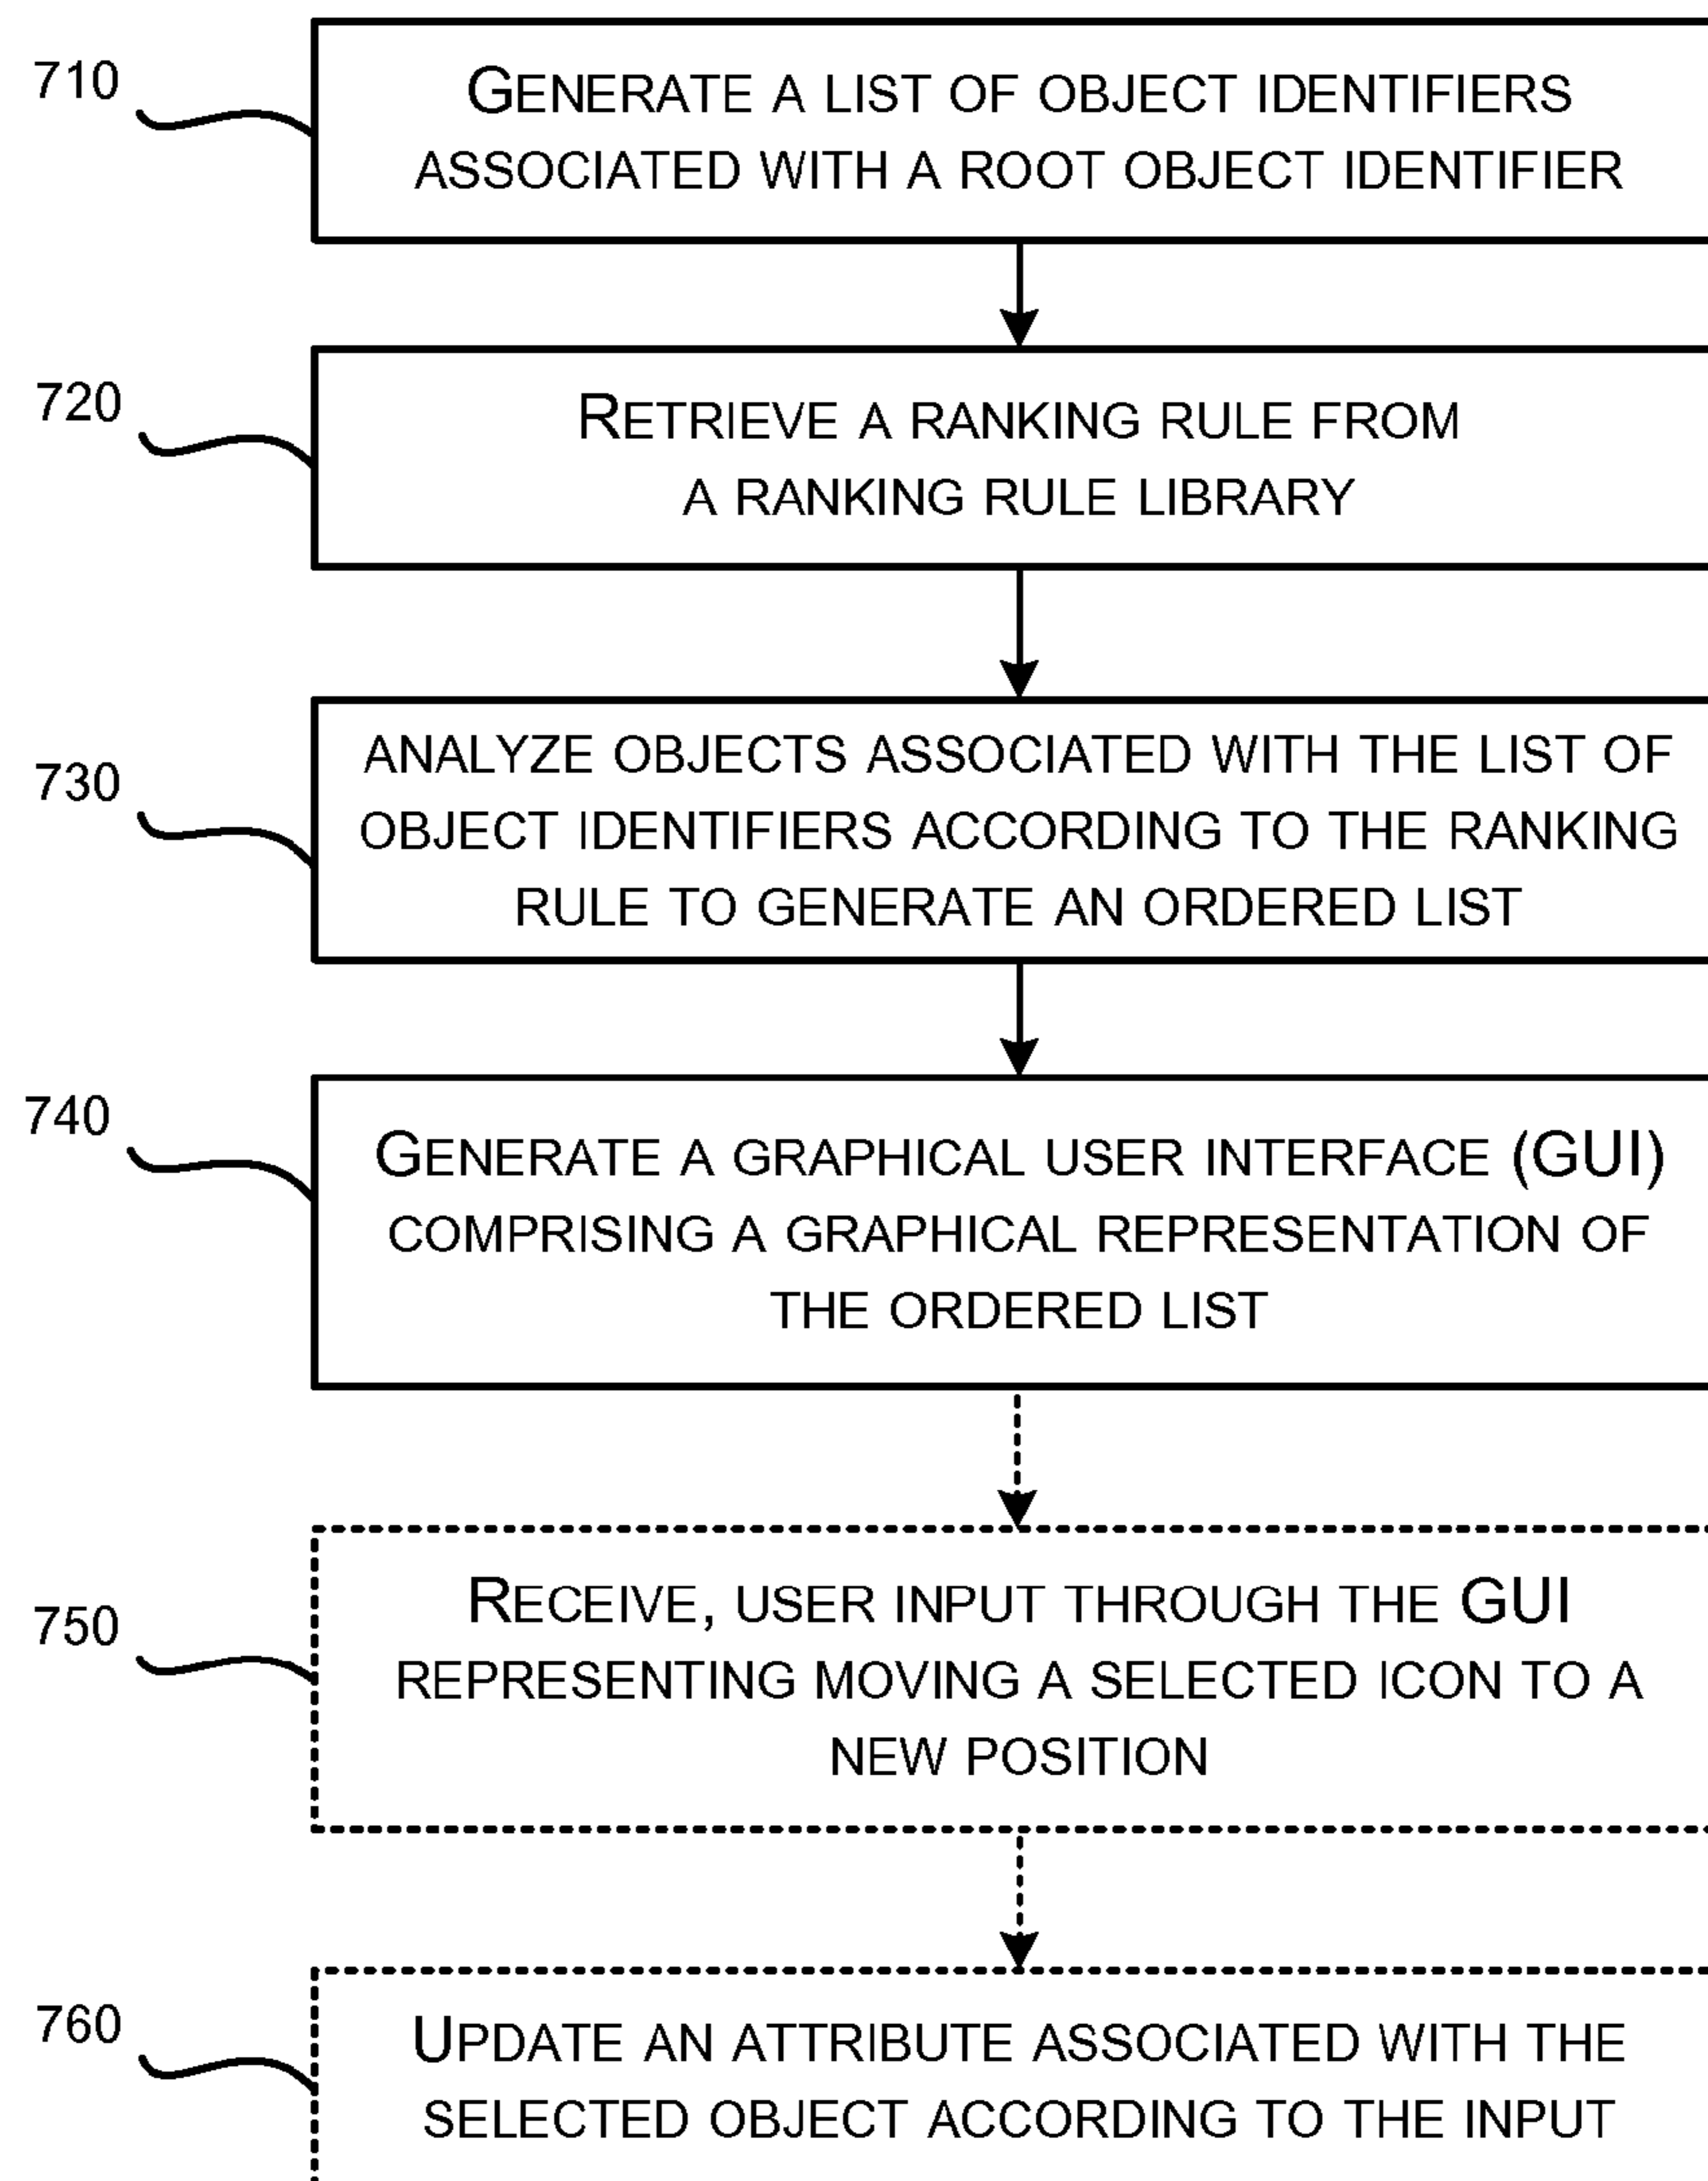 710
GENERATE A LIST OF OBJECT IDENTIFIERS
ASSOCIATED WITH A ROOT OBJECT IDENTIFIER
720
RETRIEVE A RANKING RULE FROM
A RANKING RULE LIBRARY
730
ANALYZE OBJECTS ASSOCIATED WITH THE LIST OF
OBJECT IDENTIFIERS ACCORDING TO THE RANKING
RULE TO GENERATE AN ORDERED LIST
740
GENERATE A GRAPHICAL USER INTERFACE (GUI)
COMPRISING A GRAPHICAL REPRESENTATION OF
THE ORDERED LIST
750
RECEIVE, USER INPUT THROUGH THE GUI
REPRESENTING MOVING A SELECTED ICON TO A
NEW POSITION
760
UPDATE AN ATTRIBUTE ASSOCIATED WITH THE
SELECTED OBJECT ACCORDING TO THE INPUT